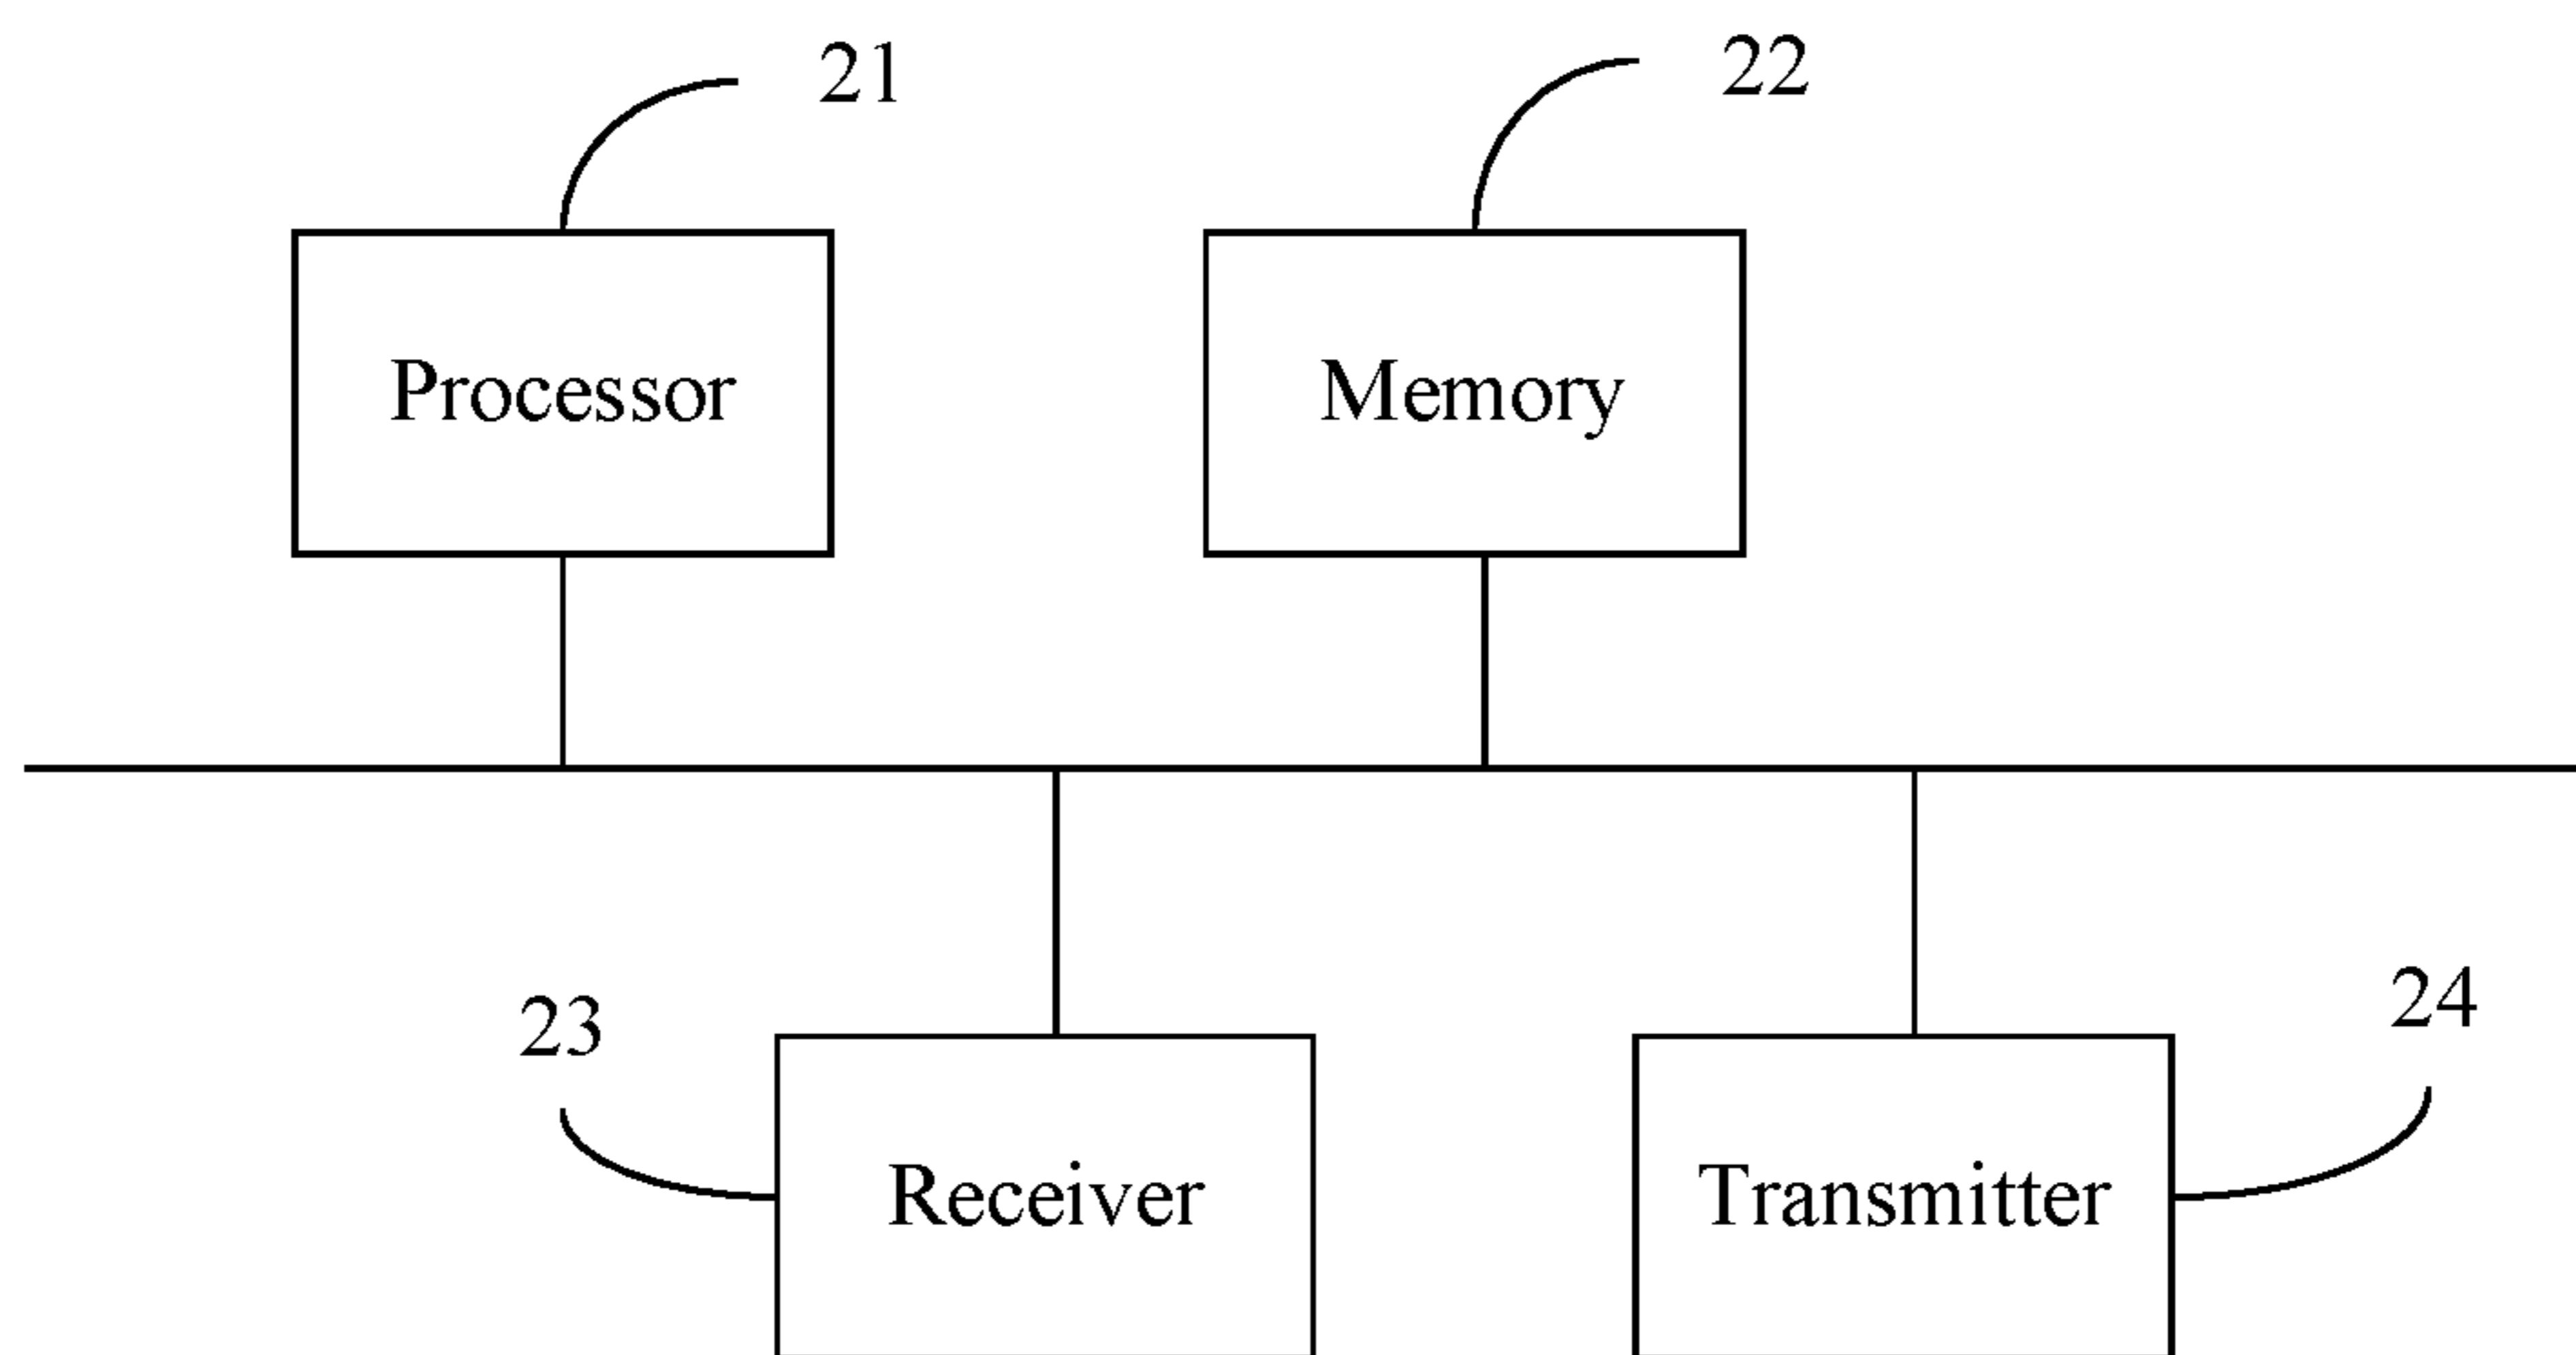 21
22
Processor
Memory
23
24
Receiver
Transmitter